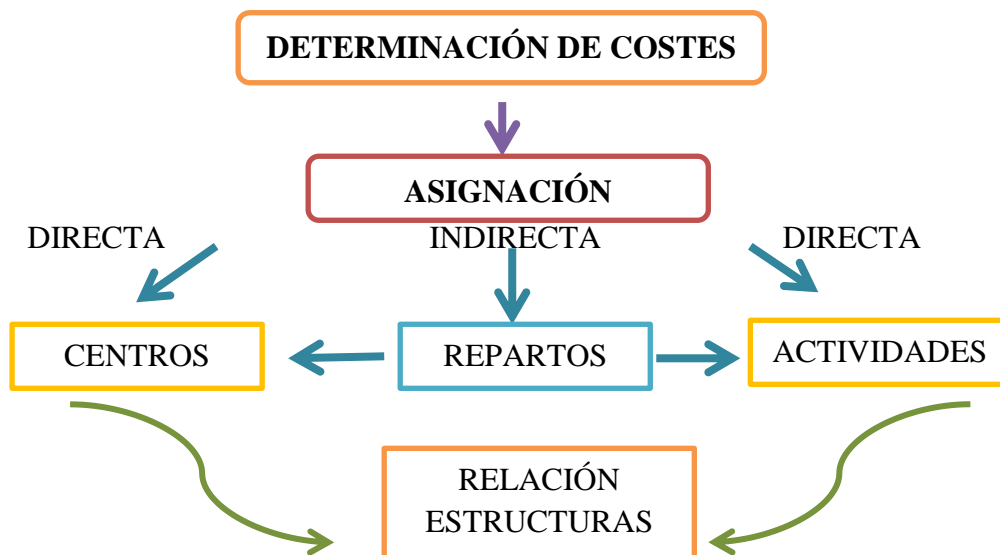 DETERMINACIÓN DE COSTES
ASIGNACIÓN
DIRECTA
INDIRECTA
DIRECTA
CENTROS
REPARTOS
ACTIVIDADES
RELACIÓN
ESTRUCTURAS